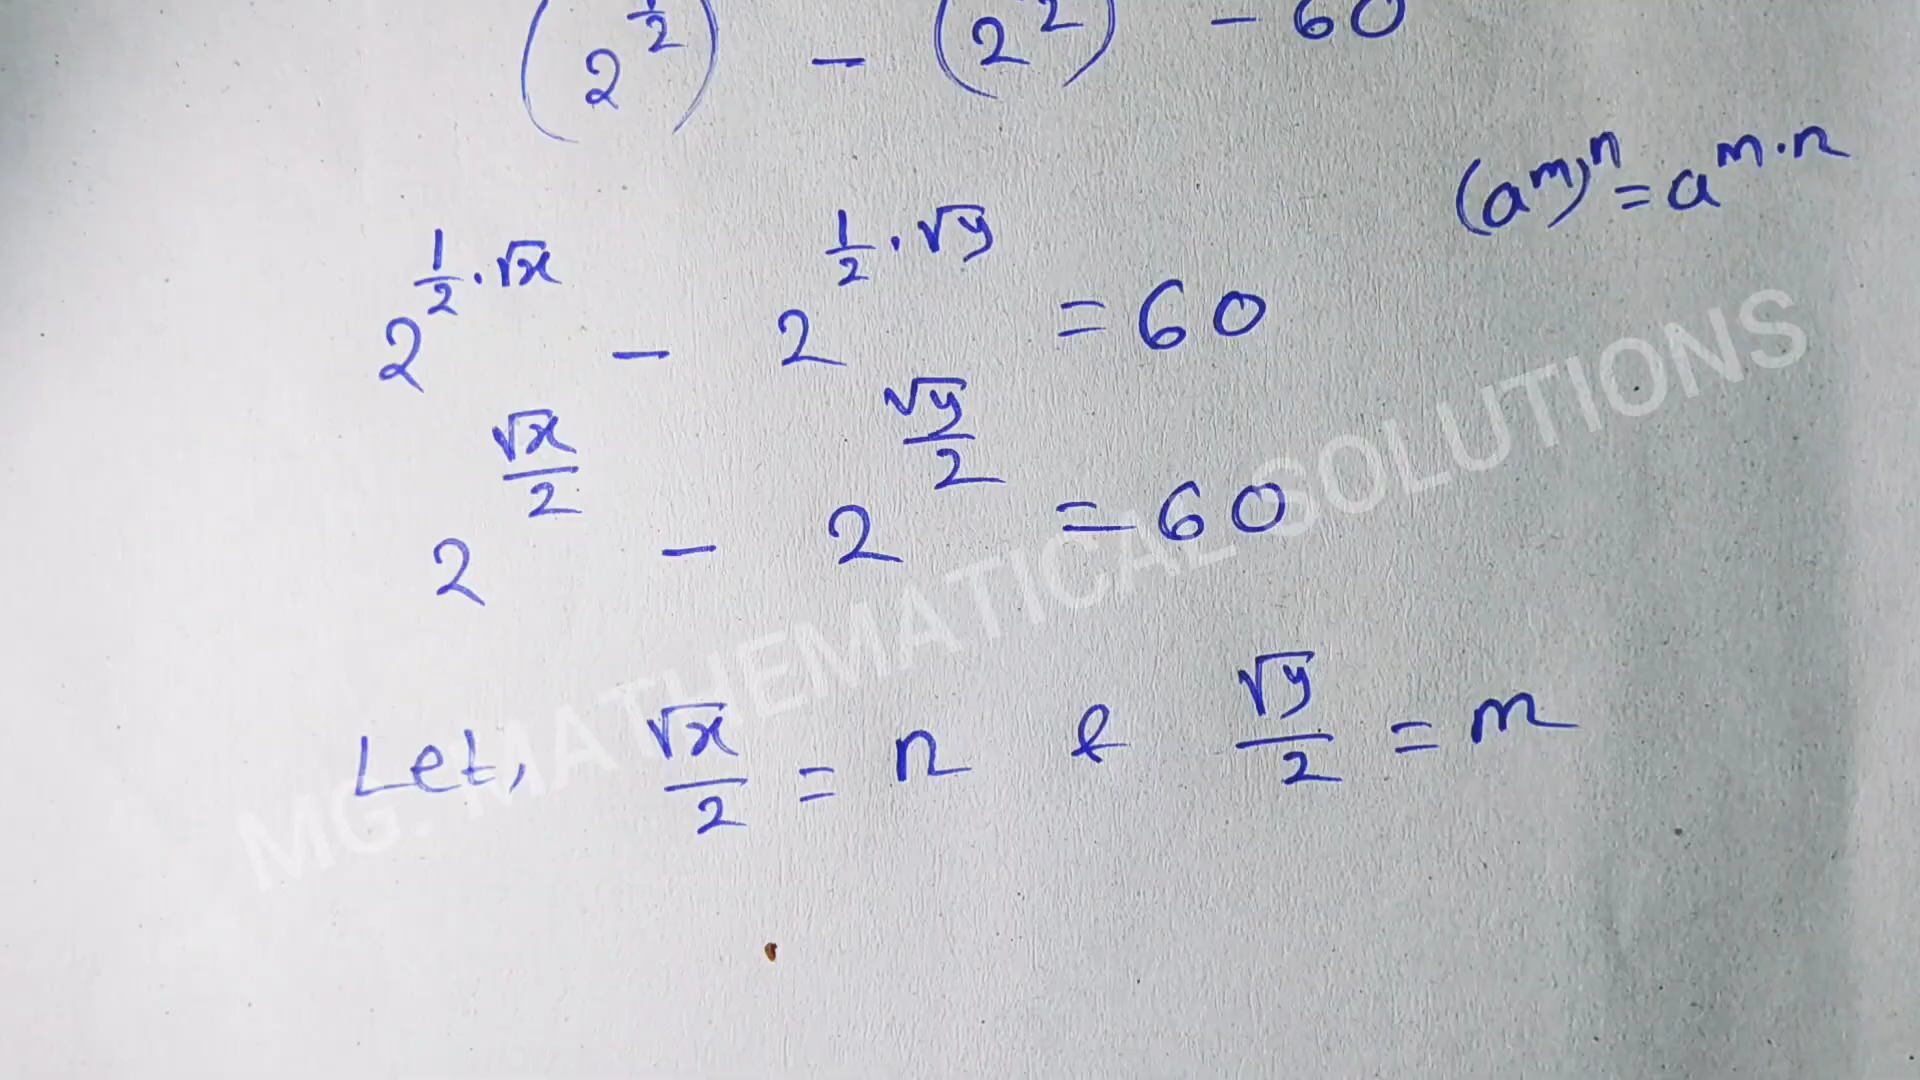 (2^(1/2)) - (2^(1/2)) - 60
(a^m)^n = a^(m·n)
2^(1/2 · √x) - 2^(1/2 · √y) = 60
2^(√x/2) - 2^(√y/2) = 60
Let, √x/2 = n & √y/2 = m
MG. MATHEMATICAL SOLUTIONS